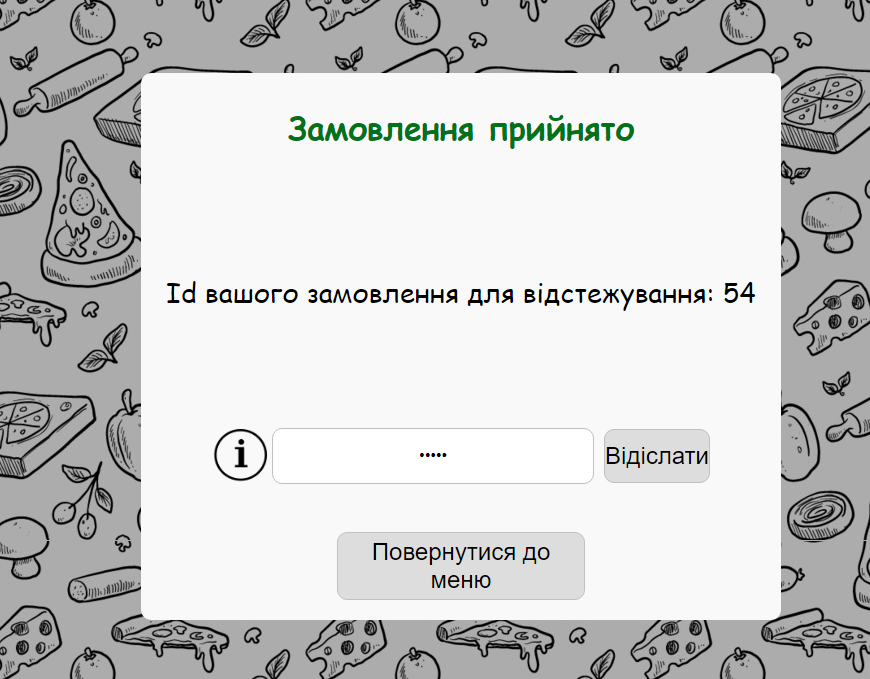 Замовлення прийнято
Id вашого замовлення для відстежування: 54
i
•••••
Відіслати
Повернутися до
меню